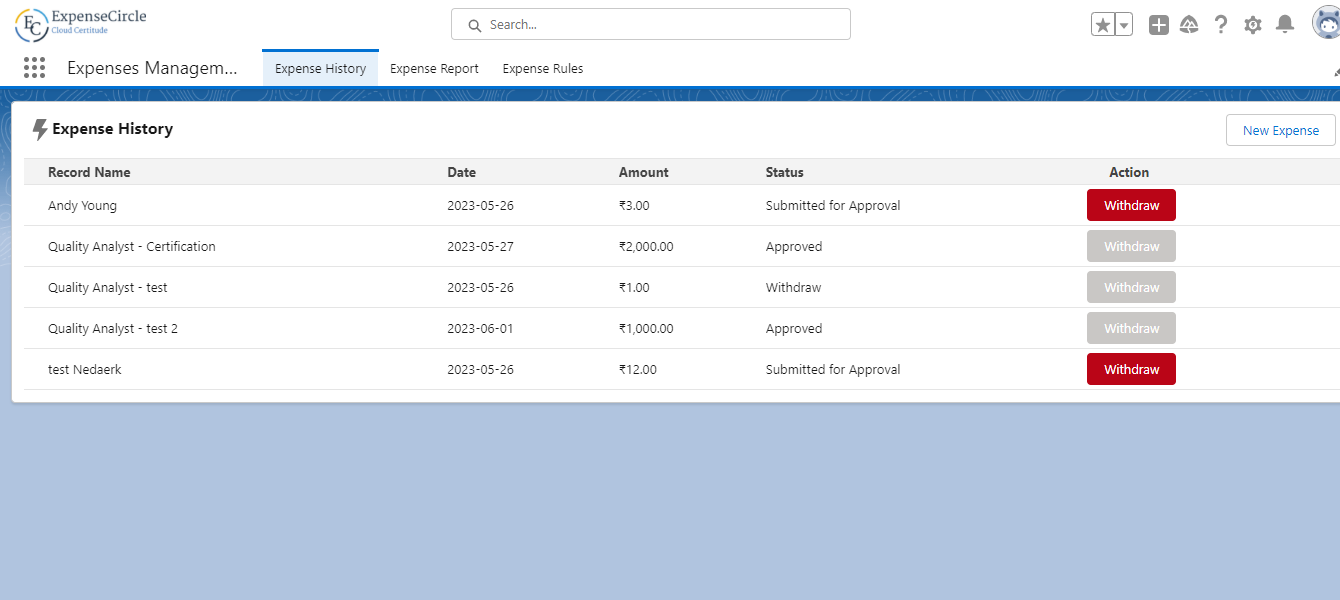 EC ExpenseCircle
Cloud Certitude
Search...
Expenses Managem...
Expense History
Expense Report
Expense Rules
Expense History
New Expense
Record Name Date Amount Status Action
Andy Young 2023-05-26 ₹3.00 Submitted for Approval Withdraw
Quality Analyst - Certification 2023-05-27 ₹2,000.00 Approved Withdraw
Quality Analyst - test 2023-05-26 ₹1.00 Withdraw Withdraw
Quality Analyst - test 2 2023-06-01 ₹1,000.00 Approved Withdraw
test Nedaerk 2023-05-26 ₹12.00 Submitted for Approval Withdraw